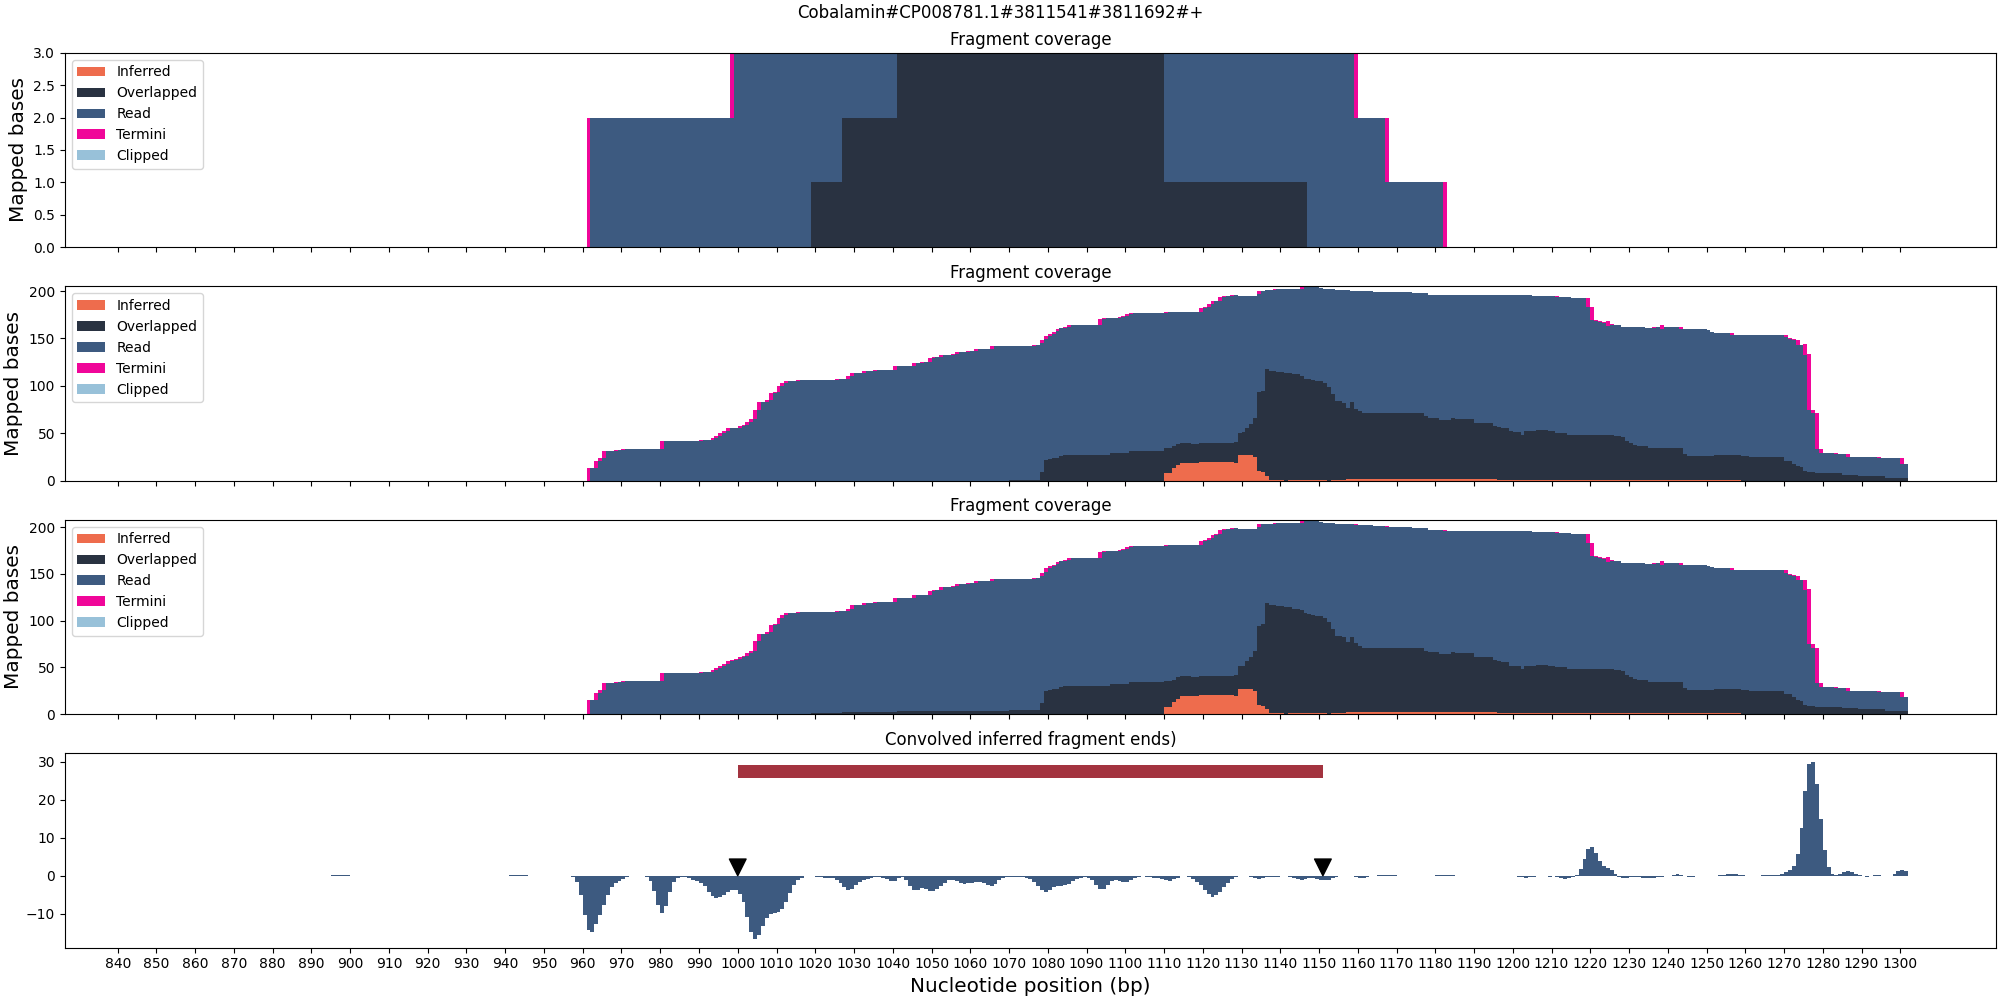 Cobalamin#CP008781.1#3811541#3811692#+
Fragment coverage
Mapped bases
3.0
2.5
2.0
1.5
1.0
0.5
0.0
Inferred
Overlapped
Read
Termini
Clipped
Fragment coverage
Mapped bases
200
150
100
50
0
Inferred
Overlapped
Read
Termini
Clipped
Fragment coverage
Mapped bases
200
150
100
50
0
Inferred
Overlapped
Read
Termini
Clipped
Convolved inferred fragment ends)
30
20
10
0
−10
840 850 860 870 880 890 900 910 920 930 940 950 960 970 980 990 1000 1010 1020 1030 1040 1050 1060 1070 1080 1090 1100 1110 1120 1130 1140 1150 1160 1170 1180 1190 1200 1210 1220 1230 1240 1250 1260 1270 1280 1290 1300
Nucleotide position (bp)